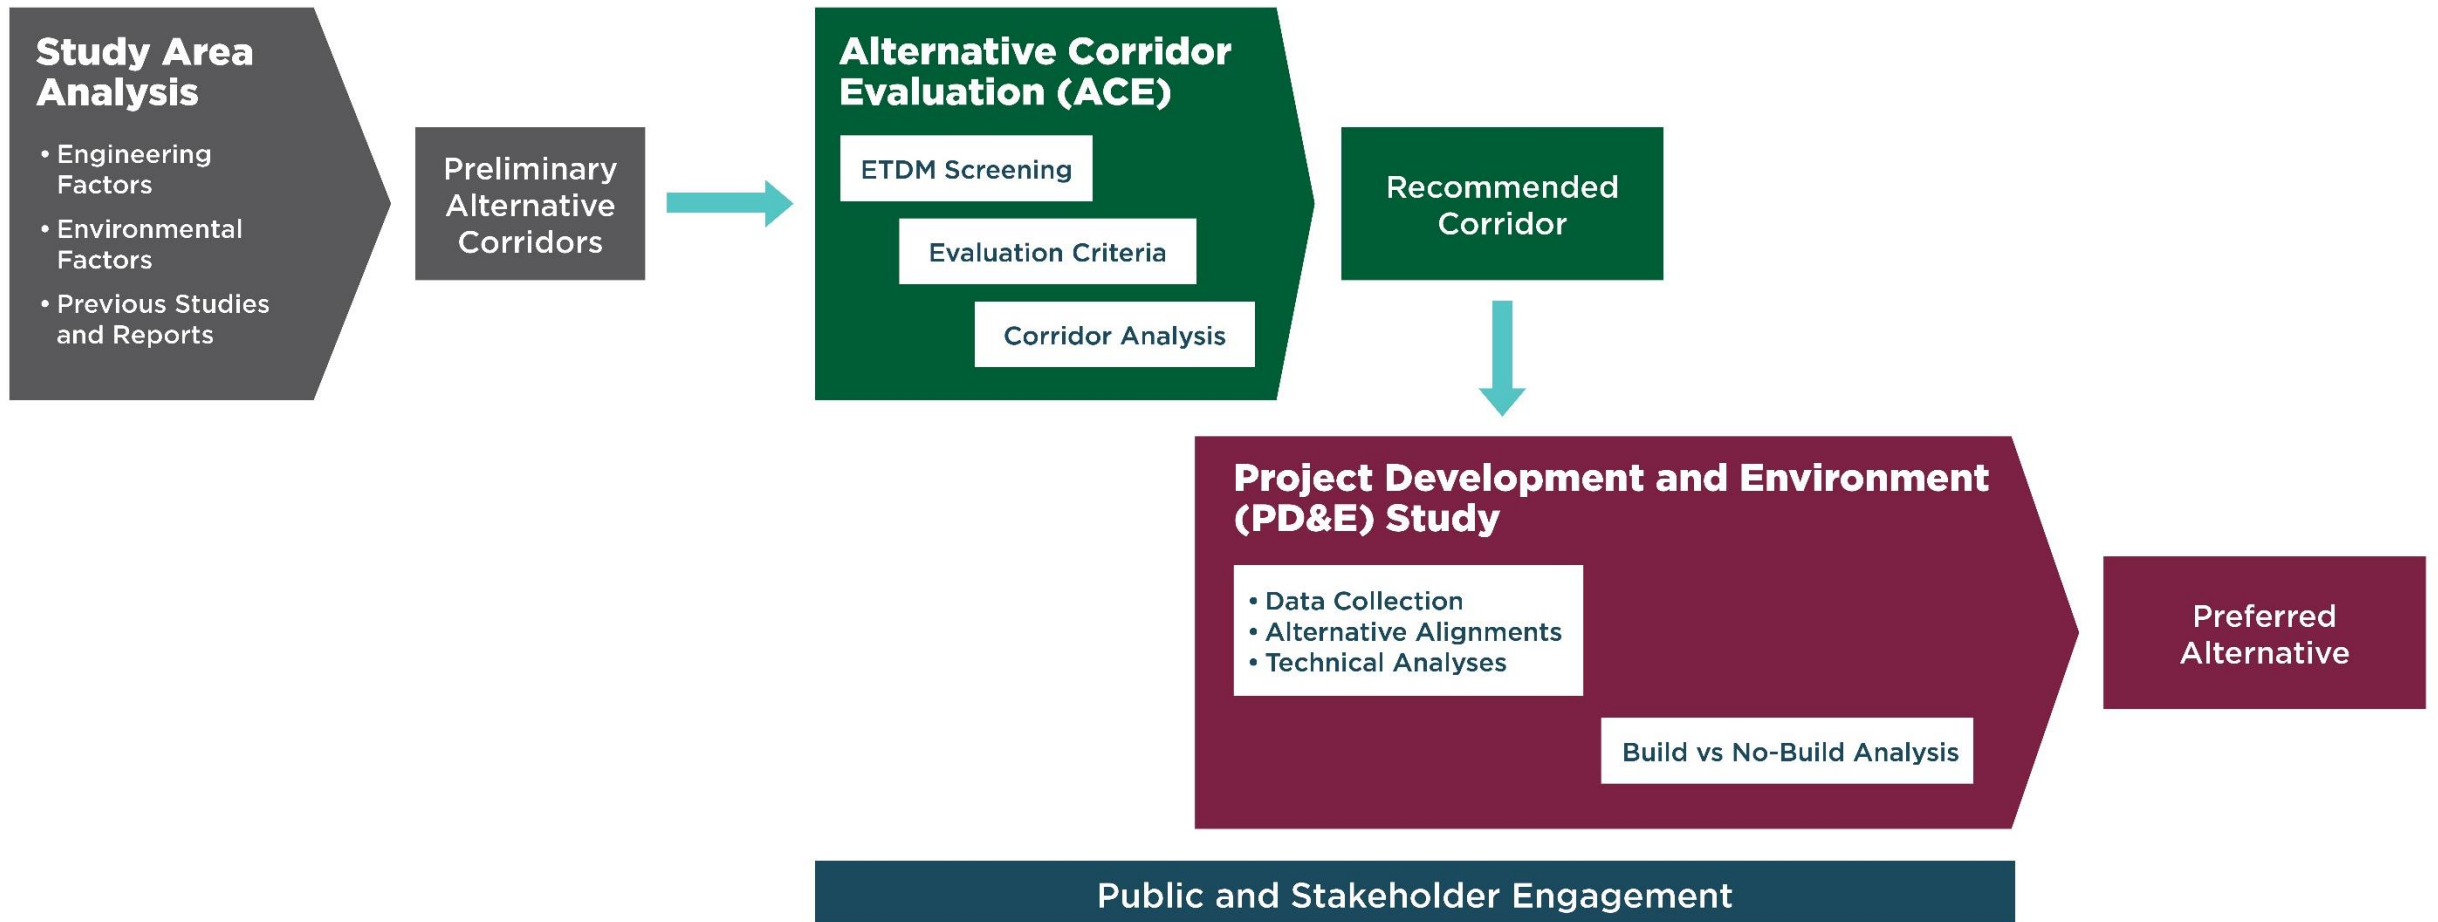 Study Area
Analysis
• Engineering
Factors
• Environmental
Factors
• Previous Studies
and Reports
Preliminary
Alternative
Corridors
Alternative Corridor
Evaluation (ACE)
ETDM Screening
Evaluation Criteria
Corridor Analysis
Recommended
Corridor
Project Development and Environment
(PD&E) Study
• Data Collection
• Alternative Alignments
• Technical Analyses
Build vs No-Build Analysis
Preferred
Alternative
Public and Stakeholder Engagement